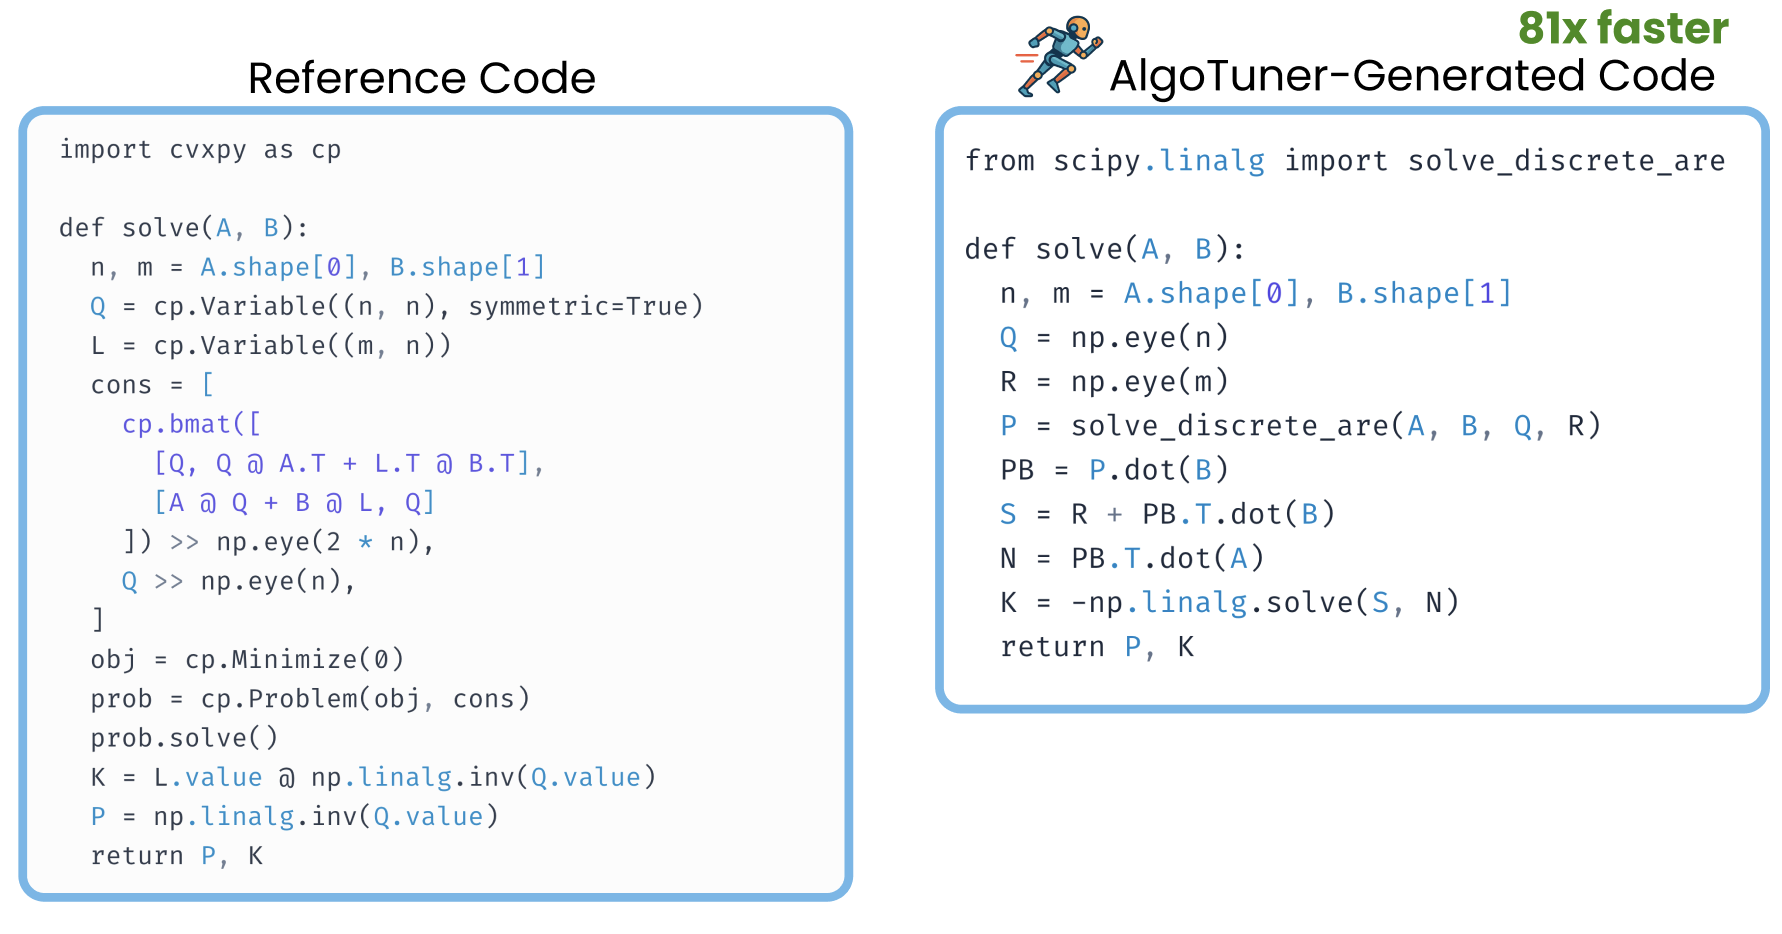 Reference Code
import cvxpy as cp
def solve(A, B):
  n, m = A.shape[0], B.shape[1]
  Q = cp.Variable((n, n), symmetric=True)
  L = cp.Variable((m, n))
  cons = [
    cp.bmat([
      [Q, Q @ A.T + L.T @ B.T],
      [A @ Q + B @ L, Q]
    ]) >> np.eye(2 * n),
    Q >> np.eye(n),
  ]
  obj = cp.Minimize(0)
  prob = cp.Problem(obj, cons)
  prob.solve()
  K = L.value @ np.linalg.inv(Q.value)
  P = np.linalg.inv(Q.value)
  return P, K
81x faster
AlgoTuner-Generated Code
from scipy.linalg import solve_discrete_are
def solve(A, B):
  n, m = A.shape[0], B.shape[1]
  Q = np.eye(n)
  R = np.eye(m)
  P = solve_discrete_are(A, B, Q, R)
  PB = P.dot(B)
  S = R + PB.T.dot(B)
  N = PB.T.dot(A)
  K = -np.linalg.solve(S, N)
  return P, K